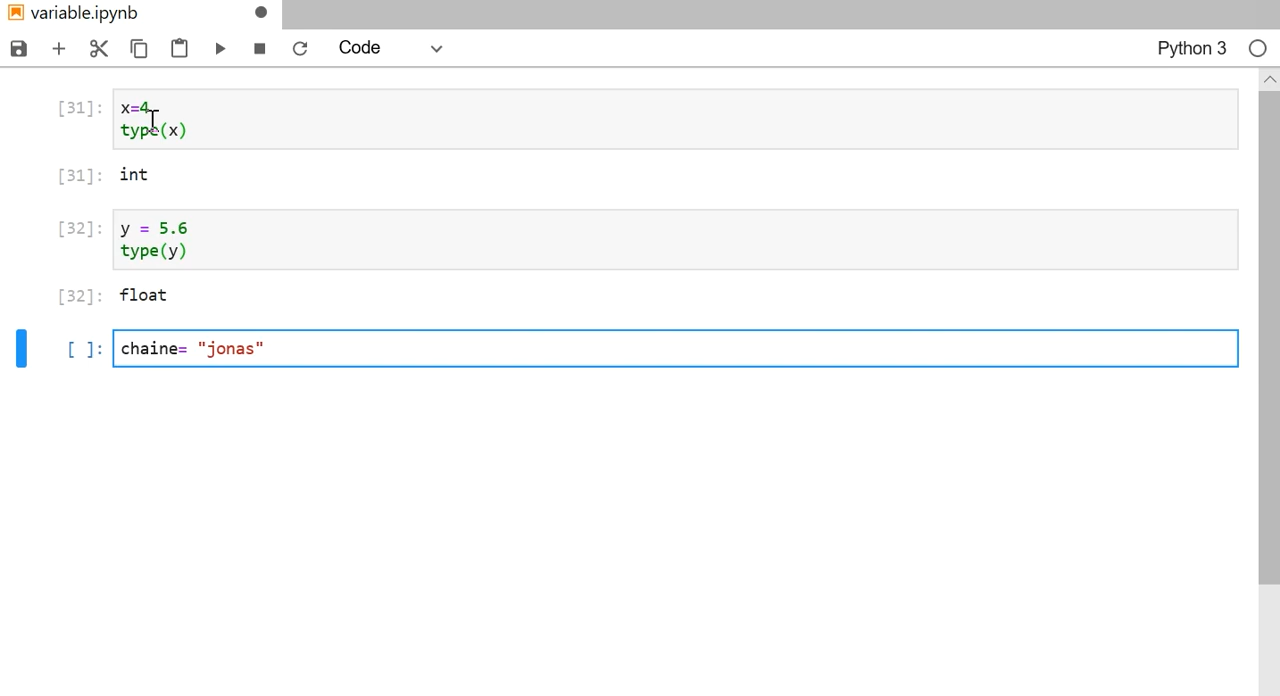 variable.ipynb
Code
Python 3
[31]: x=4
type(x)
[31]: int
[32]: y = 5.6
type(y)
[32]: float
[ ]: chaine= "jonas"